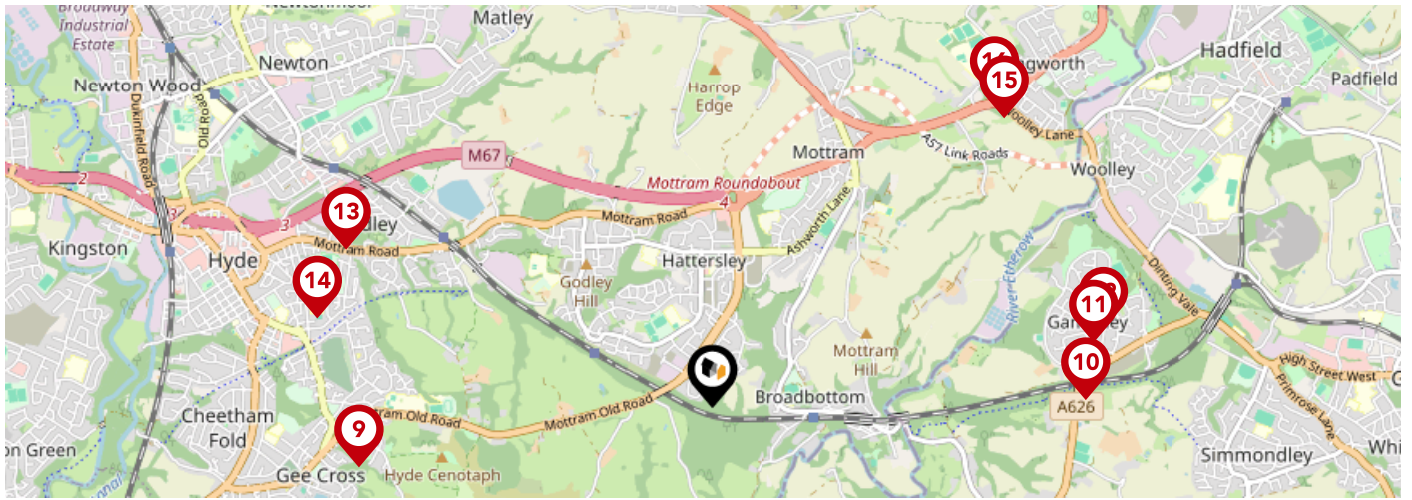 Broadway
Industrial
Estate
Newtonmoor
Matley
Newton
Newton Wood
Dukinfield Road
Old Road
Harrop
Edge
Hadfield
Padfield
15
Woolley Lane
A57 Link Roads
Mottram
Woolley
M67
2
3
3
Mottram Roundabout
4
Mottram Road
13
Mottram Road
Kingston
Hyde
Hattersley
Ashworth Lane
Godley
Hill
14
River Etherow
Dinting Vale
11
10
A626
Mottram
Hill
Broadbottom
High Street West
Primrose Lane
Mottram Old Road
Cheetham
Fold
9
Gee Cross
Hyde Cenotaph
Simmondley